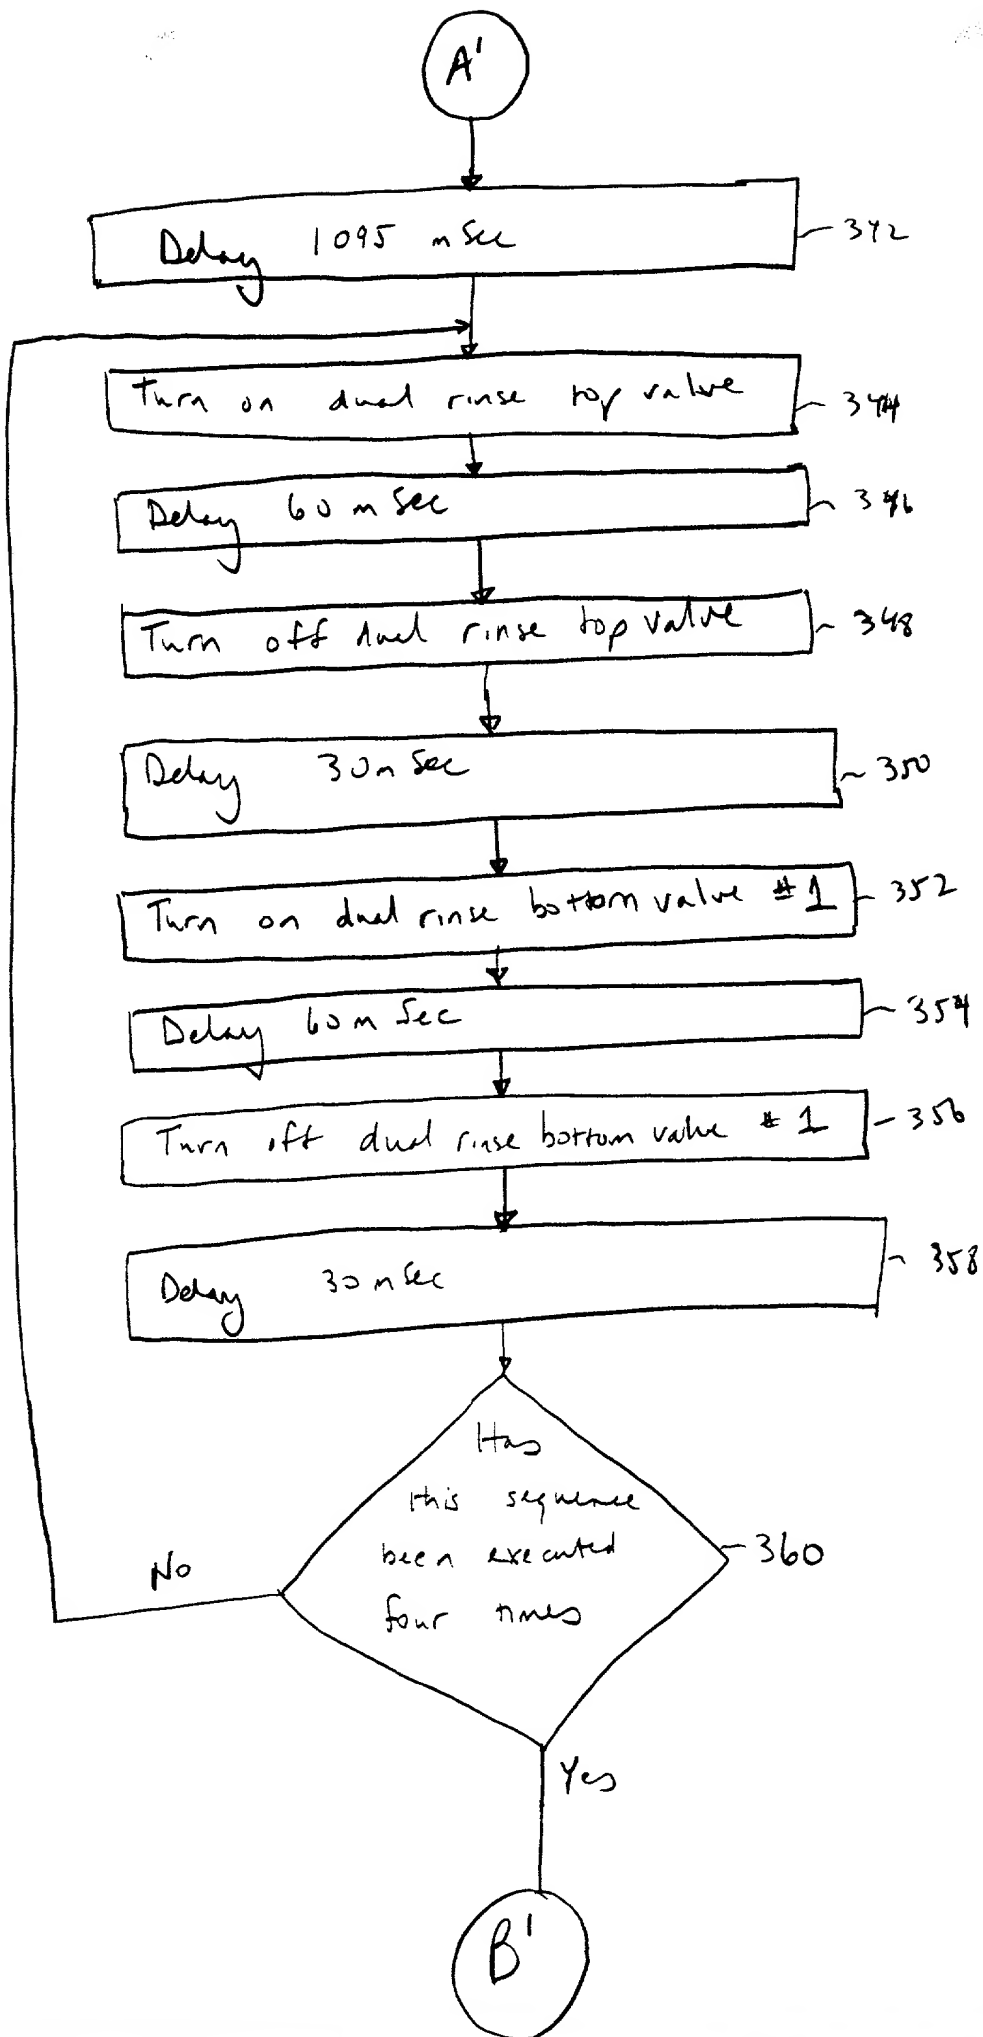 A'
Delay 1095 mSec
342
Turn on dual rinse top valve
344
Delay 60 mSec
346
Turn off dual rinse top valve
348
Delay 30 mSec
350
Turn on dual rinse bottom valve #1
352
Delay 60 mSec
354
Turn off dual rinse bottom valve #1
356
Delay 30 mSec
358
Has
this sequence
been executed
four times
360
No
Yes
B'